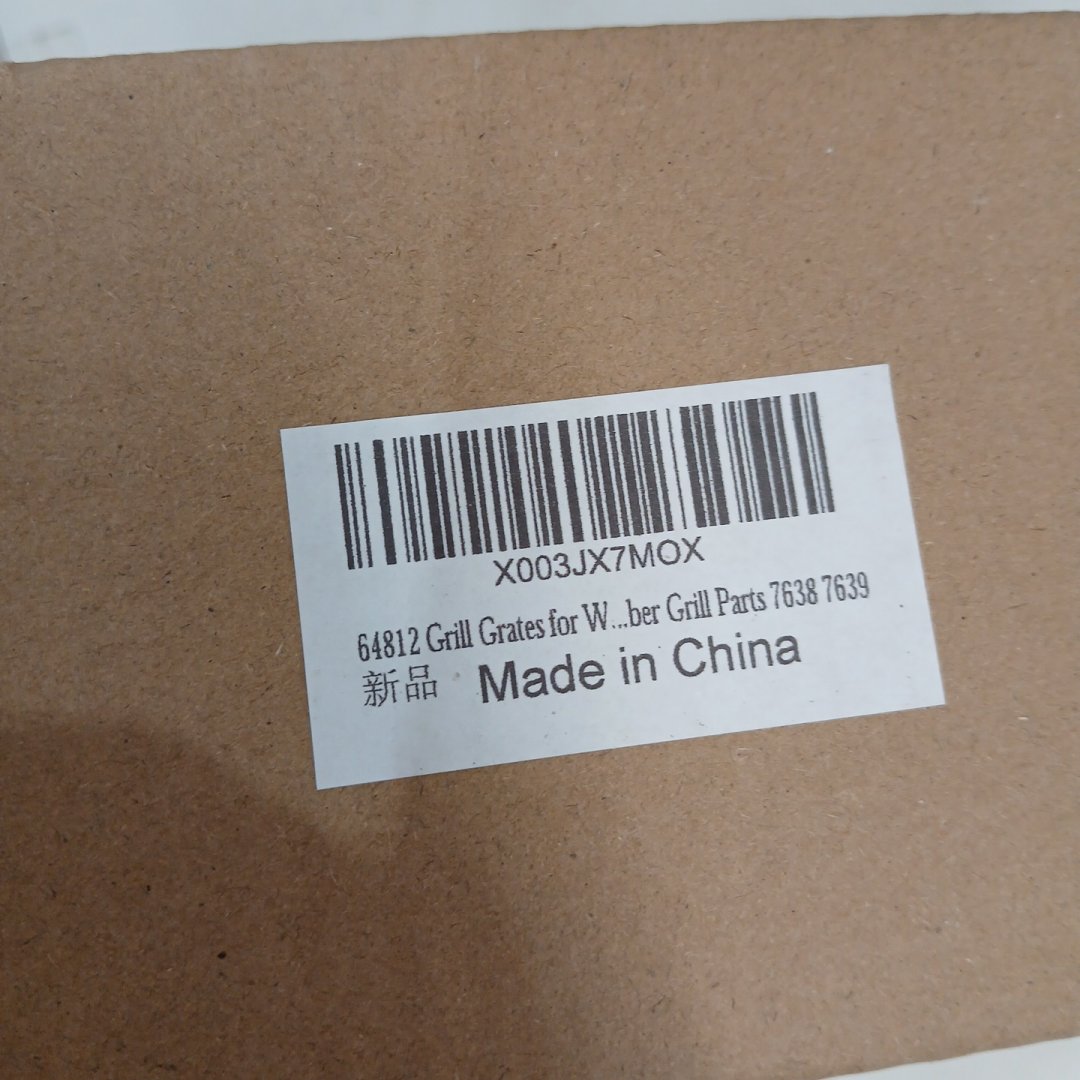 X003JX7MOX
64812 Grill Grates for W...ber Grill Parts 7638 7639
新品 Made in China